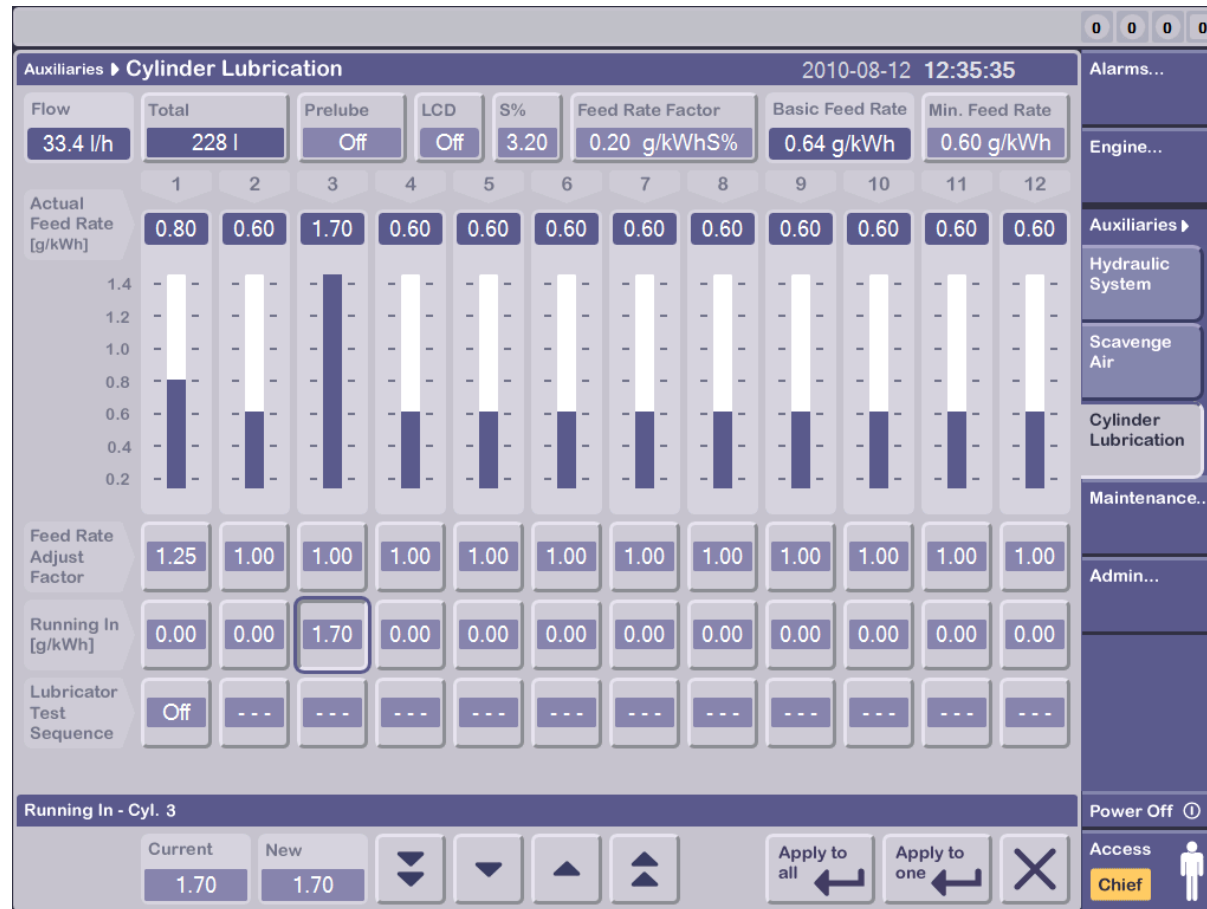 0 0 0 0
Auxiliaries Cylinder Lubrication 2010-08-12 12:35:35
Flow Total Prelube LCD S% Feed Rate Factor Basic Feed Rate Min. Feed Rate
33.4 l/h 228 l Off Off 3.20 0.20 g/kWhS% 0.64 g/kWh 0.60 g/kWh
1 2 3 4 5 6 7 8 9 10 11 12
Actual
Feed Rate
[g/kWh]
0.80 0.60 1.70 0.60 0.60 0.60 0.60 0.60 0.60 0.60 0.60 0.60
1.4
1.2
1.0
0.8
0.6
0.4
0.2
Feed Rate
Adjust
Factor
1.25 1.00 1.00 1.00 1.00 1.00 1.00 1.00 1.00 1.00 1.00 1.00
Running In
[g/kWh]
0.00 0.00 1.70 0.00 0.00 0.00 0.00 0.00 0.00 0.00 0.00 0.00
Lubricator
Test
Sequence
Off --- --- --- --- --- --- --- --- --- --- ---
Running In - Cyl. 3
Current New
1.70 1.70
Apply to
all
Apply to
one
Alarms...
Engine...
Auxiliaries
Hydraulic
System
Scavenge
Air
Cylinder
Lubrication
Maintenance..
Admin...
Power Off
Access
Chief